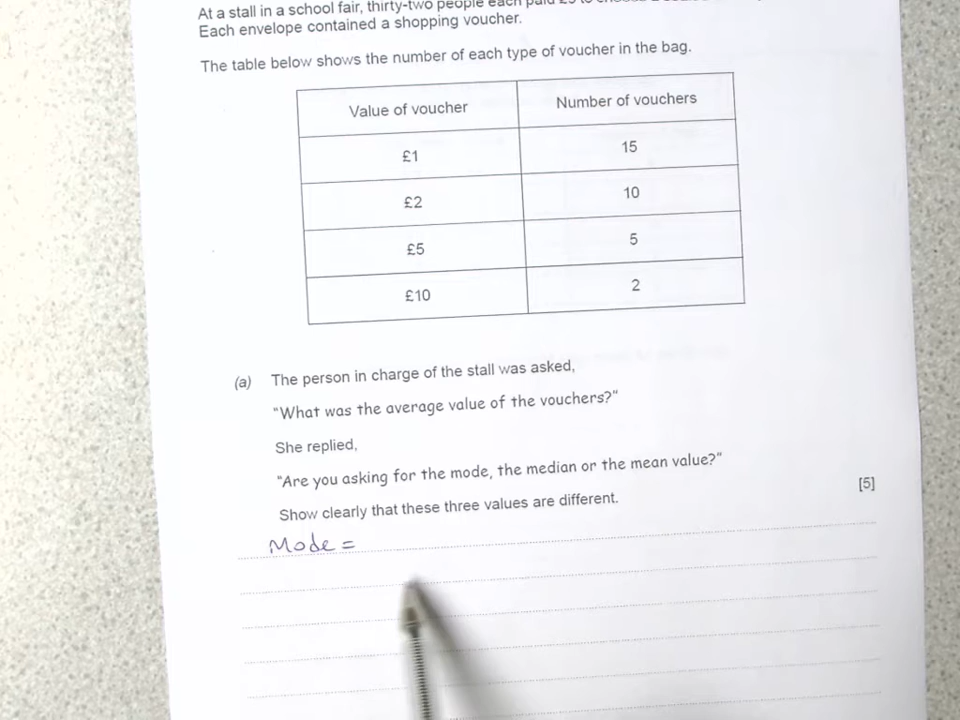 At a stall in a school fair, thirty-two people each paid
Each envelope contained a shopping voucher.
The table below shows the number of each type of voucher in the bag.
Value of voucher Number of vouchers
£1 15
£2 10
£5 5
£10 2
(a) The person in charge of the stall was asked,
"What was the average value of the vouchers?"
She replied,
"Are you asking for the mode, the median or the mean value?"
Show clearly that these three values are different. [5]
Mode =